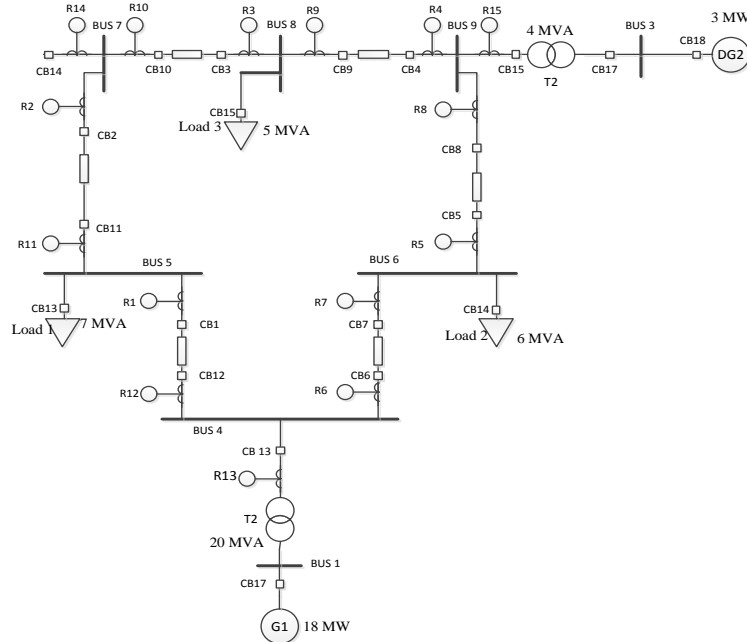 R14 R10 R3 R9 R4 R15 3 MW
BUS 7 BUS 8 BUS 9 4 MVA BUS 3
CB14 CB10 CB3 CB9 CB4 CB15 T2 CB17 CB18 DG2
R2 CB15 R8
CB2 Load 3 5 MVA
CB8
CB11 CB5
R11 R5
BUS 5 BUS 6
R1 R7
CB13 CB14
Load 1 7 MVA CB1 CB7 Load 2 6 MVA
CB12 CB6
R12 R6
BUS 4
CB 13
R13
T2
20 MVA
BUS 1
CB17
G1 18 MW